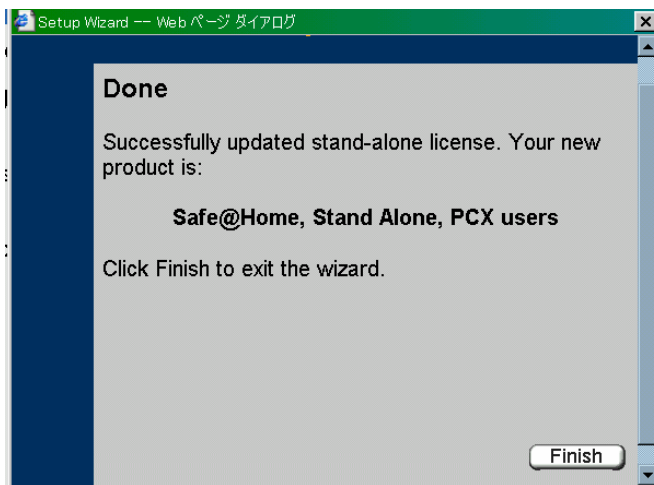 Setup Wizard -- Web ページ ダイアログ
Done
Successfully updated stand-alone license. Your new
product is:
Safe@Home, Stand Alone, PCX users
Click Finish to exit the wizard.
Finish